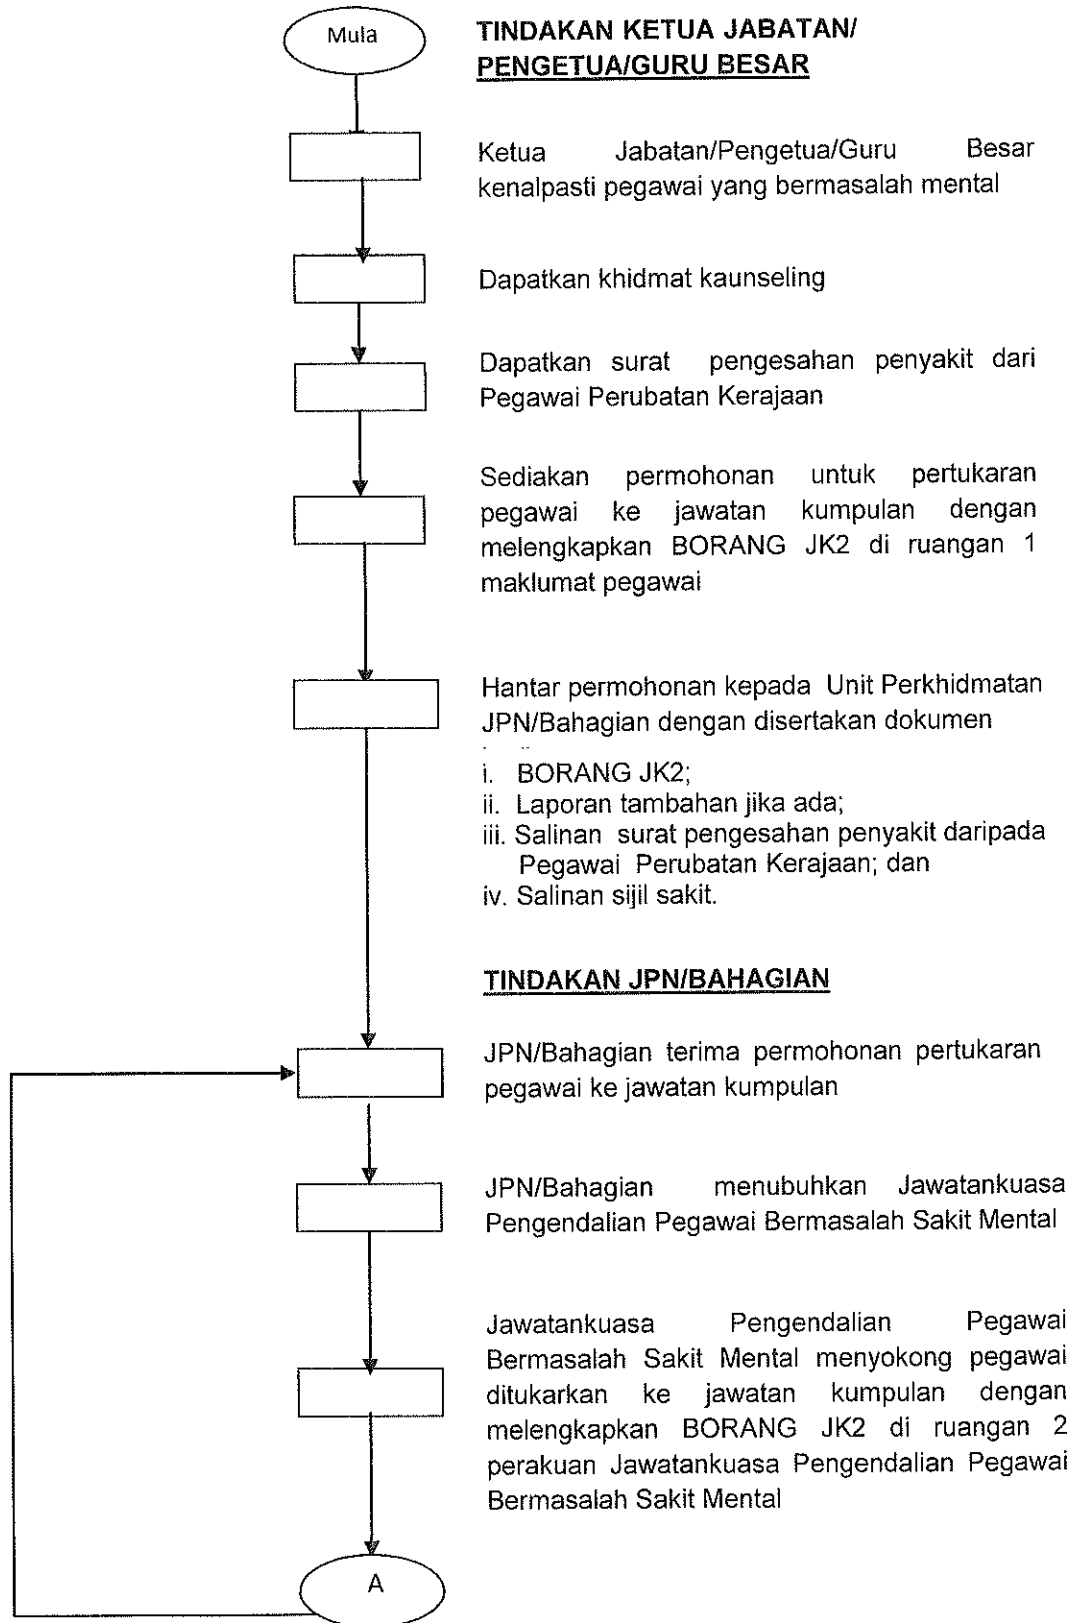 Mula
TINDAKAN KETUA JABATAN/
PENGETUA/GURU BESAR
Ketua Jabatan/Pengetua/Guru Besar
kenalpasti pegawai yang bermasalah mental
Dapatkan khidmat kaunseling
Dapatkan surat pengesahan penyakit dari
Pegawai Perubatan Kerajaan
Sediakan permohonan untuk pertukaran
pegawai ke jawatan kumpulan dengan
melengkapkan BORANG JK2 di ruangan 1
maklumat pegawai
Hantar permohonan kepada Unit Perkhidmatan
JPN/Bahagian dengan disertakan dokumen
i. BORANG JK2;
ii. Laporan tambahan jika ada;
iii. Salinan surat pengesahan penyakit daripada
Pegawai Perubatan Kerajaan; dan
iv. Salinan sijil sakit.
TINDAKAN JPN/BAHAGIAN
JPN/Bahagian terima permohonan pertukaran
pegawai ke jawatan kumpulan
JPN/Bahagian menubuhkan Jawatankuasa
Pengendalian Pegawai Bermasalah Sakit Mental
Jawatankuasa Pengendalian Pegawai
Bermasalah Sakit Mental menyokong pegawai
ditukarkan ke jawatan kumpulan dengan
melengkapkan BORANG JK2 di ruangan 2
perakuan Jawatankuasa Pengendalian Pegawai
Bermasalah Sakit Mental
A